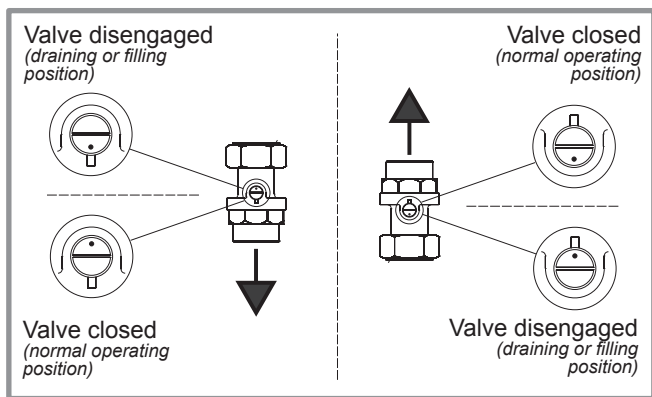 Valve disengaged
(draining or filling
position)
Valve closed
(normal operating
position)
Valve closed
(normal operating
position)
Valve disengaged
(draining or filling
position)